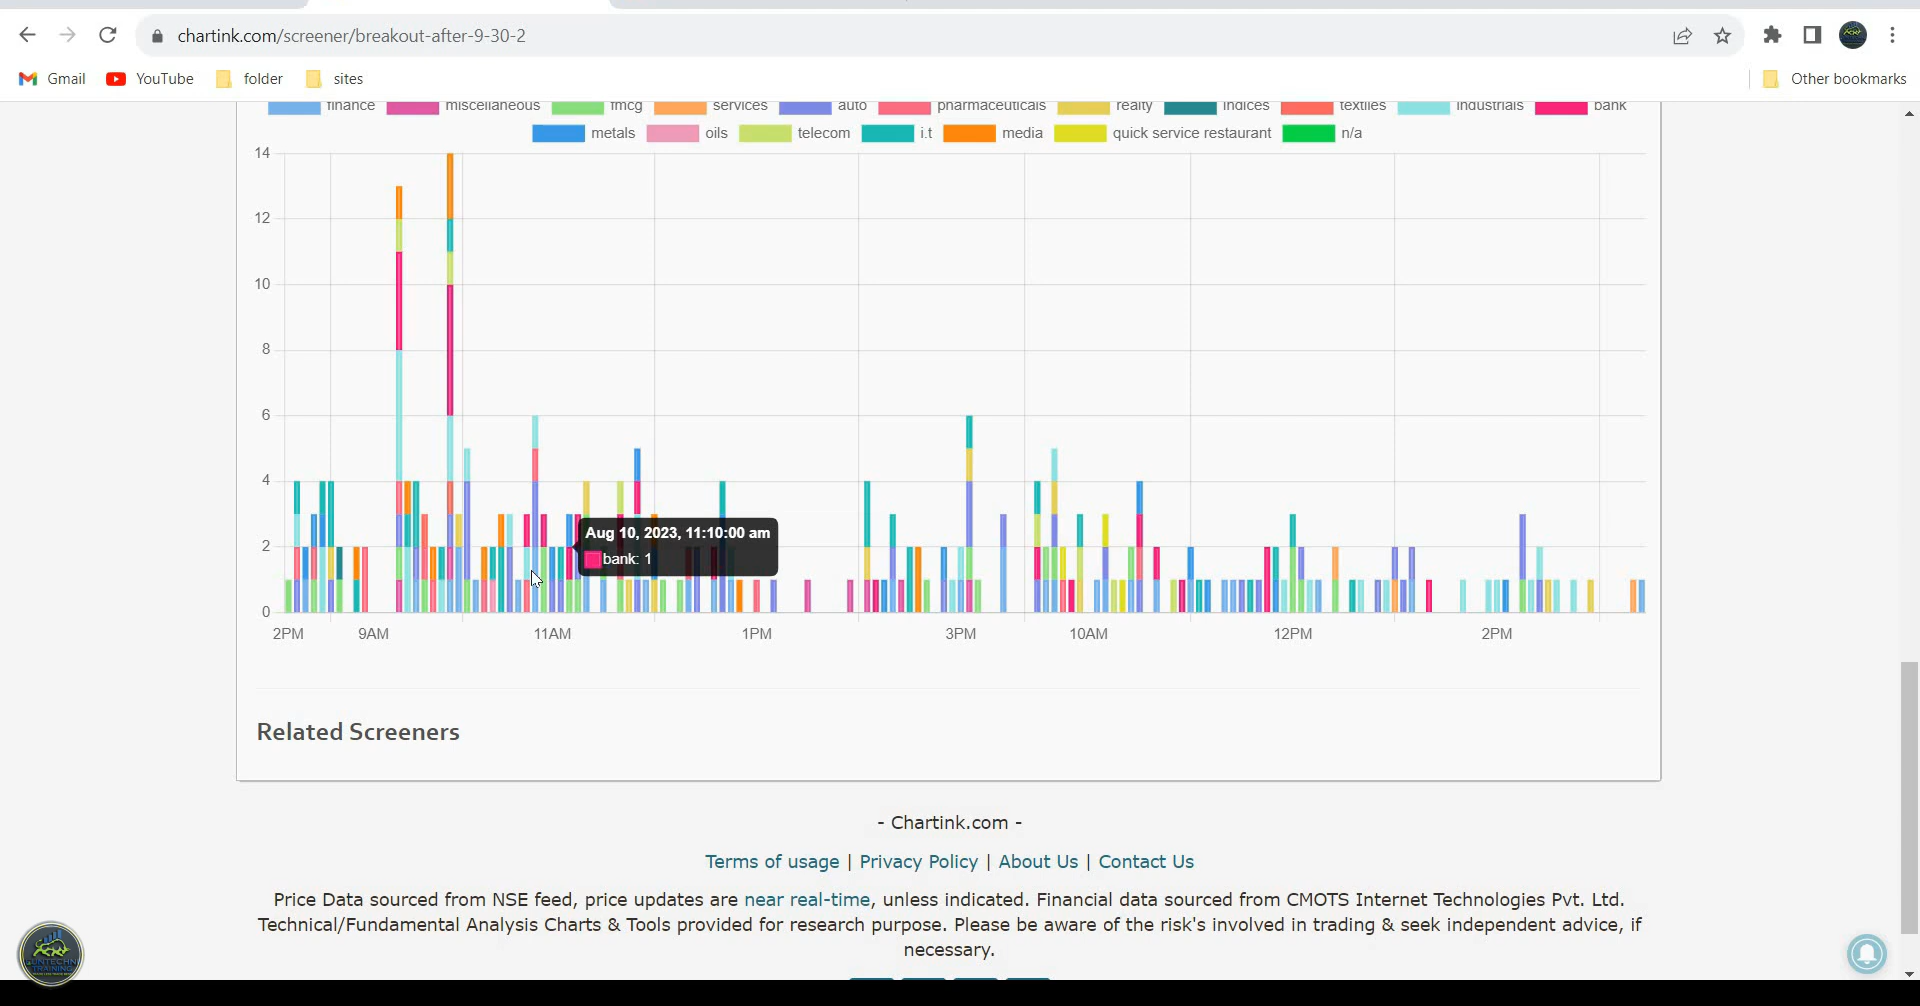 chartink.com/screener/breakout-after-9-30-2
Gmail YouTube folder sites Other bookmarks
finance miscellaneous fmcg services auto pharmaceuticals realty indices textiles industrials bank
metals oils telecom i.t media quick service restaurant n/a
14
12
10
8
6
4
2
0
Aug 10, 2023, 11:10:00 am
bank: 1
2PM 9AM 11AM 1PM 3PM 10AM 12PM 2PM
Related Screeners
- Chartink.com -
Terms of usage | Privacy Policy | About Us | Contact Us
Price Data sourced from NSE feed, price updates are near real-time, unless indicated. Financial data sourced from CMOTS Internet Technologies Pvt. Ltd.
Technical/Fundamental Analysis Charts & Tools provided for research purpose. Please be aware of the risk's involved in trading & seek independent advice, if
necessary.
TRAINING